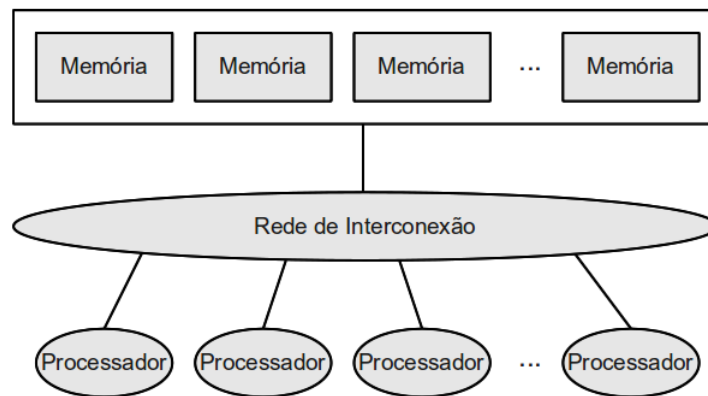 Memória Memória Memória ... Memória
Rede de Interconexão
Processador Processador Processador ... Processador